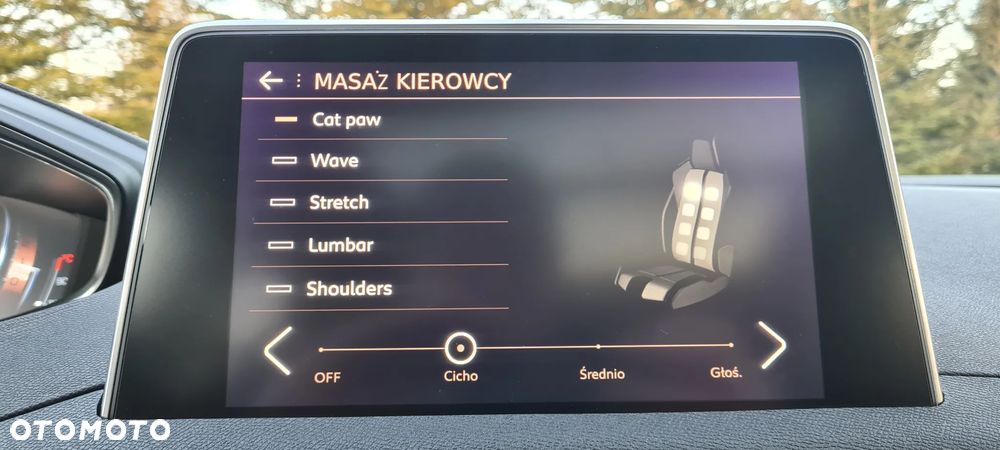 MASAŻ KIEROWCY
Cat paw
Wave
Stretch
Lumbar
Shoulders
OFF
Cicho
Średnio
Głoś.
OTOMOTO